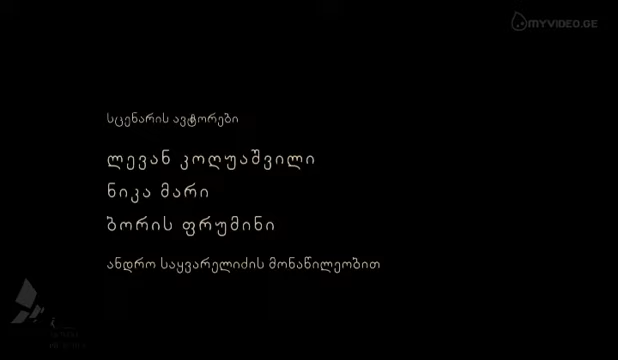 MYVIDEO.GE
სცენარის ავტორები
ლევან კოღუაშვილი
ნიკა მარი
ბორის ფრუმინი
ანდრო საყვარელიძის მონაწილეობით